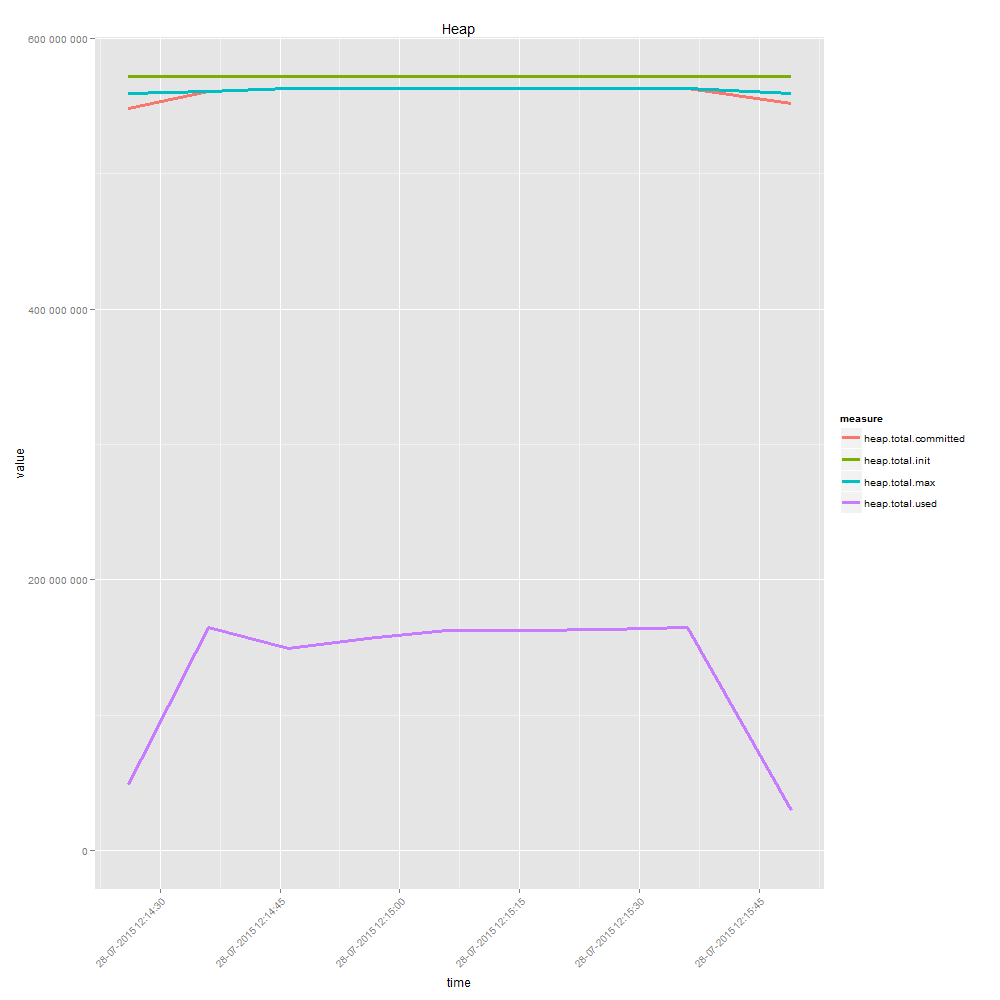 Heap
600 000 000
400 000 000
200 000 000
0
value
28-07-2015 12:14:30
28-07-2015 12:14:45
28-07-2015 12:15:00
28-07-2015 12:15:15
28-07-2015 12:15:30
28-07-2015 12:15:45
time
measure
heap.total.committed
heap.total.init
heap.total.max
heap.total.used